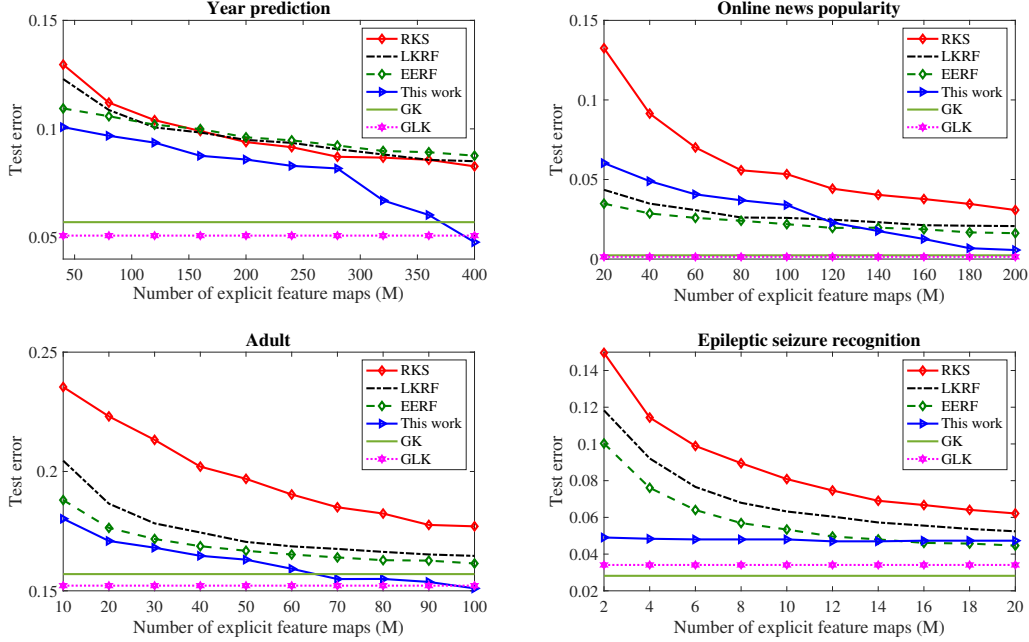 Year prediction
0.15
0.1
0.05
Test error
50 100 150 200 250 300 350 400
Number of explicit feature maps (M)
RKS
LKRF
EERF
This work
GK
GLK
Online news popularity
0.15
0.1
0.05
0
Test error
20 40 60 80 100 120 140 160 180 200
Number of explicit feature maps (M)
RKS
LKRF
EERF
This work
GK
GLK
Adult
0.25
0.2
0.15
Test error
10 20 30 40 50 60 70 80 90 100
Number of explicit feature maps (M)
RKS
LKRF
EERF
This work
GK
GLK
Epileptic seizure recognition
0.14
0.12
0.1
0.08
0.06
0.04
0.02
Test error
2 4 6 8 10 12 14 16 18 20
Number of explicit feature maps (M)
RKS
LKRF
EERF
This work
GK
GLK